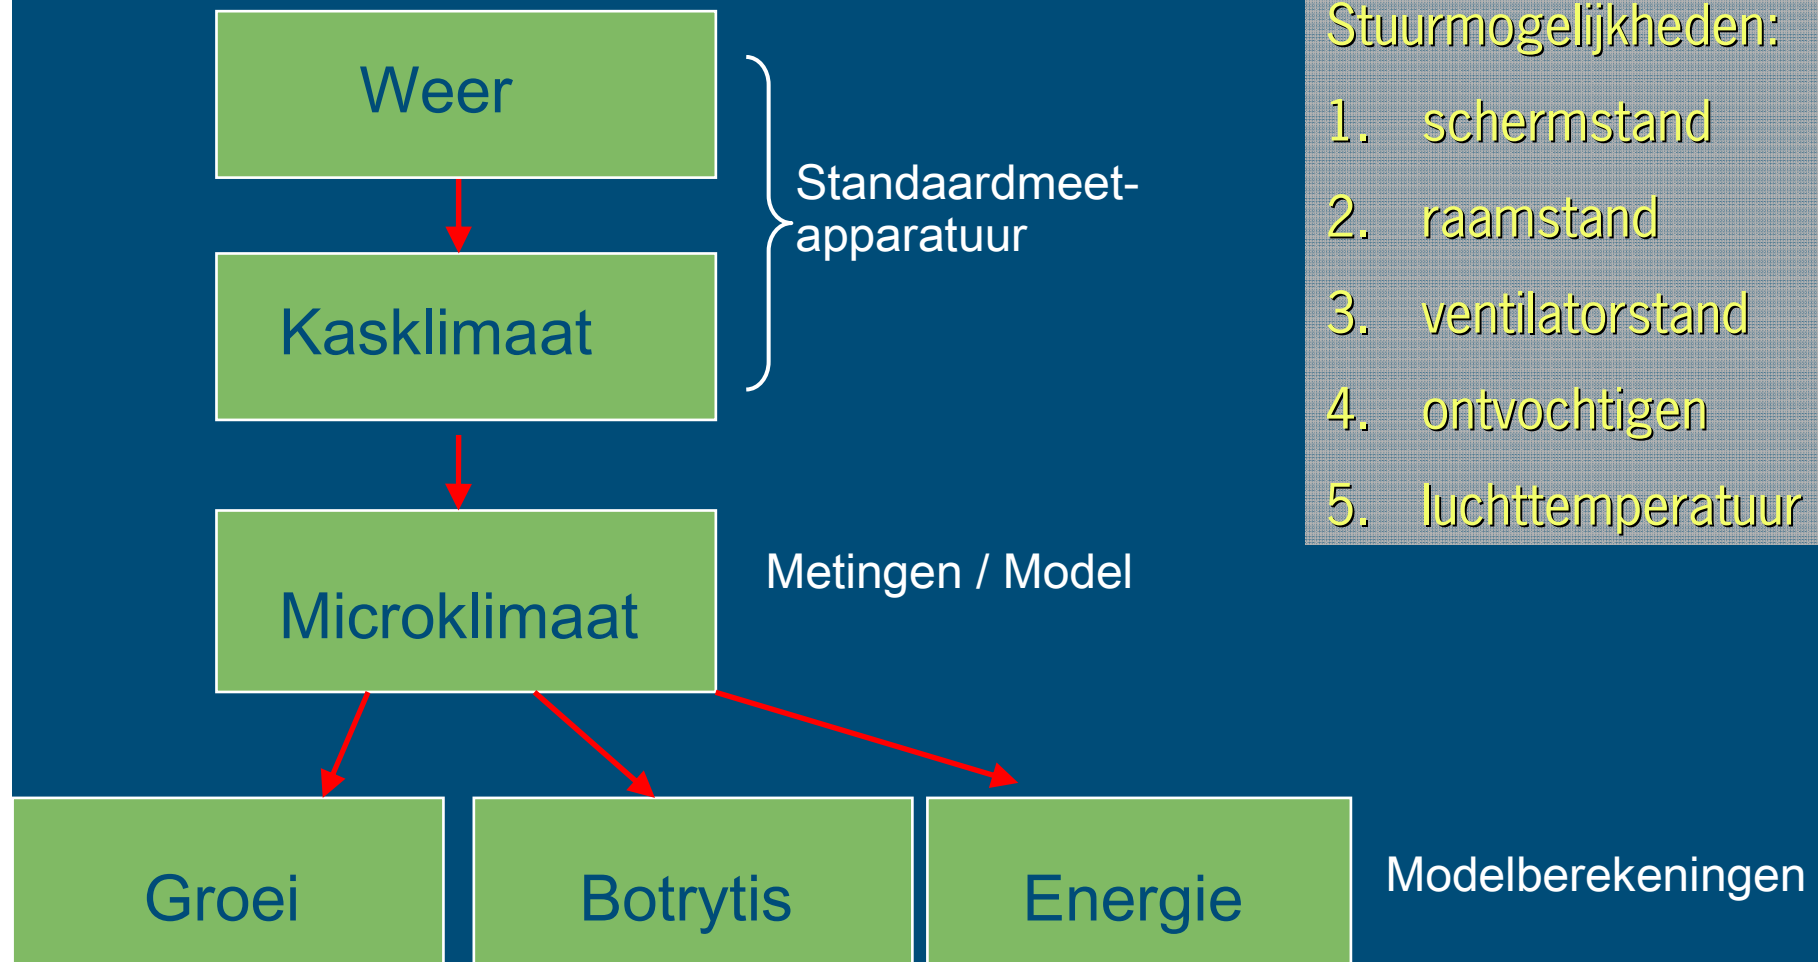 Weer
Standaardmeet-
apparatuur
Kasklimaat
Microklimaat
Metingen / Model
Groei
Botrytis
Energie
Modelberekeningen
Stuurmogelijkheden:
1. schermstand
2. raamstand
3. ventilatorstand
4. ontvochtigen
5. luchttemperatuur